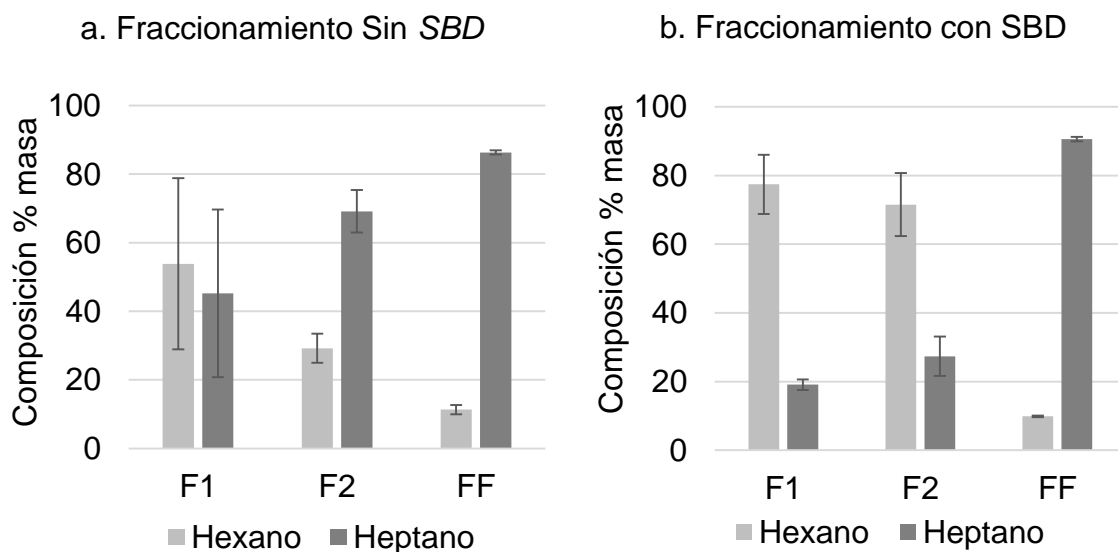 a. Fraccionamiento Sin SBD
Composición % masa
100
80
60
40
20
0
F1 F2 FF
Hexano Heptano
b. Fraccionamiento con SBD
Composición % masa
100
80
60
40
20
0
F1 F2 FF
Hexano Heptano